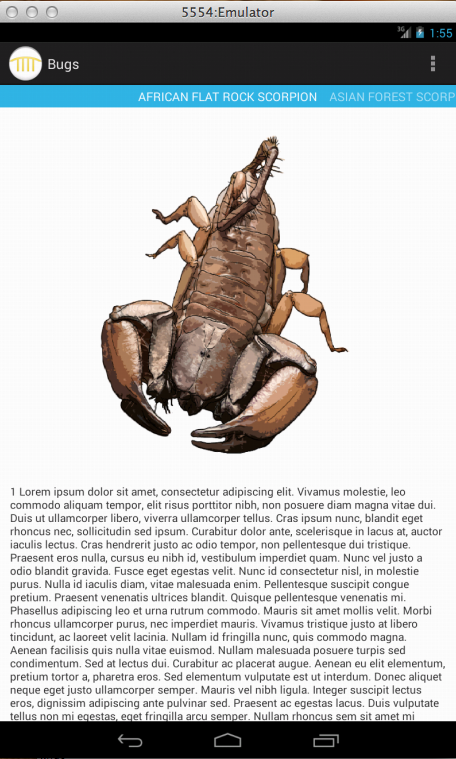 5554:Emulator
3G
1:55
Bugs
AFRICAN FLAT ROCK SCORPION ASIAN FOREST SCORP
1 Lorem ipsum dolor sit amet, consectetur adipiscing elit. Vivamus molestie, leo
commodo aliquam tempor, elit risus porttitor nibh, non posuere diam magna vitae dui.
Duis ut ullamcorper libero, viverra ullamcorper tellus. Cras ipsum nunc, blandit eget
rhoncus nec, sollicitudin sed ipsum. Curabitur dolor ante, scelerisque in lacus at, auctor
iaculis lectus. Cras hendrerit justo ac odio tempor, non pellentesque dui tristique.
Praesent eros nulla, cursus eu nibh id, vestibulum imperdiet quam. Nunc vel justo a
odio blandit gravida. Fusce eget egestas velit. Nunc id consectetur nisl, in molestie
purus. Nulla id iaculis diam, vitae malesuada enim. Pellentesque suscipit congue
pretium. Praesent venenatis ultrices blandit. Quisque pellentesque venenatis mi.
Phasellus adipiscing leo et urna rutrum commodo. Mauris sit amet mollis velit. Morbi
rhoncus ullamcorper purus, nec imperdiet mauris. Vivamus tristique justo at libero
tincidunt, ac laoreet velit lacinia. Nullam id fringilla nunc, quis commodo magna.
Aenean facilisis quis nulla vitae euismod. Nullam malesuada posuere turpis sed
condimentum. Sed at lectus dui. Curabitur ac placerat augue. Aenean eu elit elementum,
pretium tortor a, pharetra eros. Sed elementum vulputate est ut interdum. Donec aliquet
neque eget justo ullamcorper semper. Mauris vel nibh ligula. Integer suscipit lectus
eros, dignissim adipiscing ante pulvinar sed. Praesent ac egestas lacus. Duis vulputate
tellus non mi egestas, eget fringilla arcu semper. Nullam rhoncus sem sit amet mi